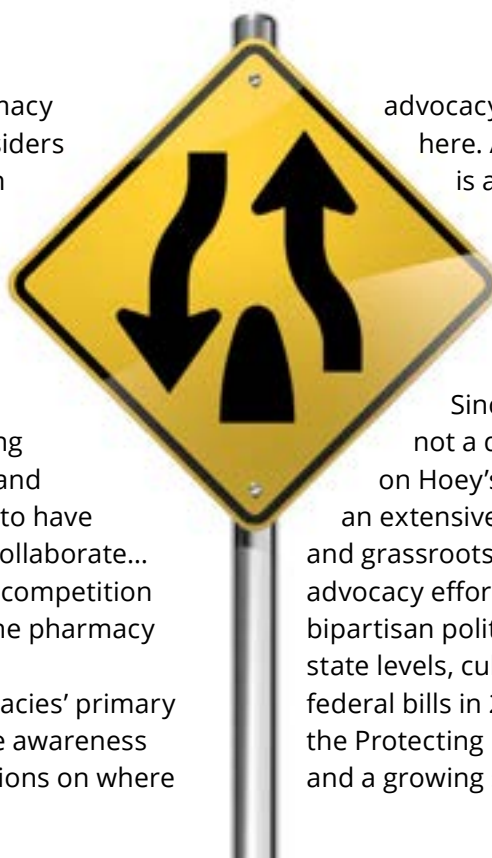 macy
siders
n
ng
and
to have
ollaborate...
competition
ne pharmacy
acies’ primary
e awareness
ions on where
advocacy
here. A
is a
Sinc
not a c
on Hoey’s
an extensive
and grassroots
advocacy effor
bipartisan polit
state levels, cul
federal bills in 2
the Protecting
and a growing